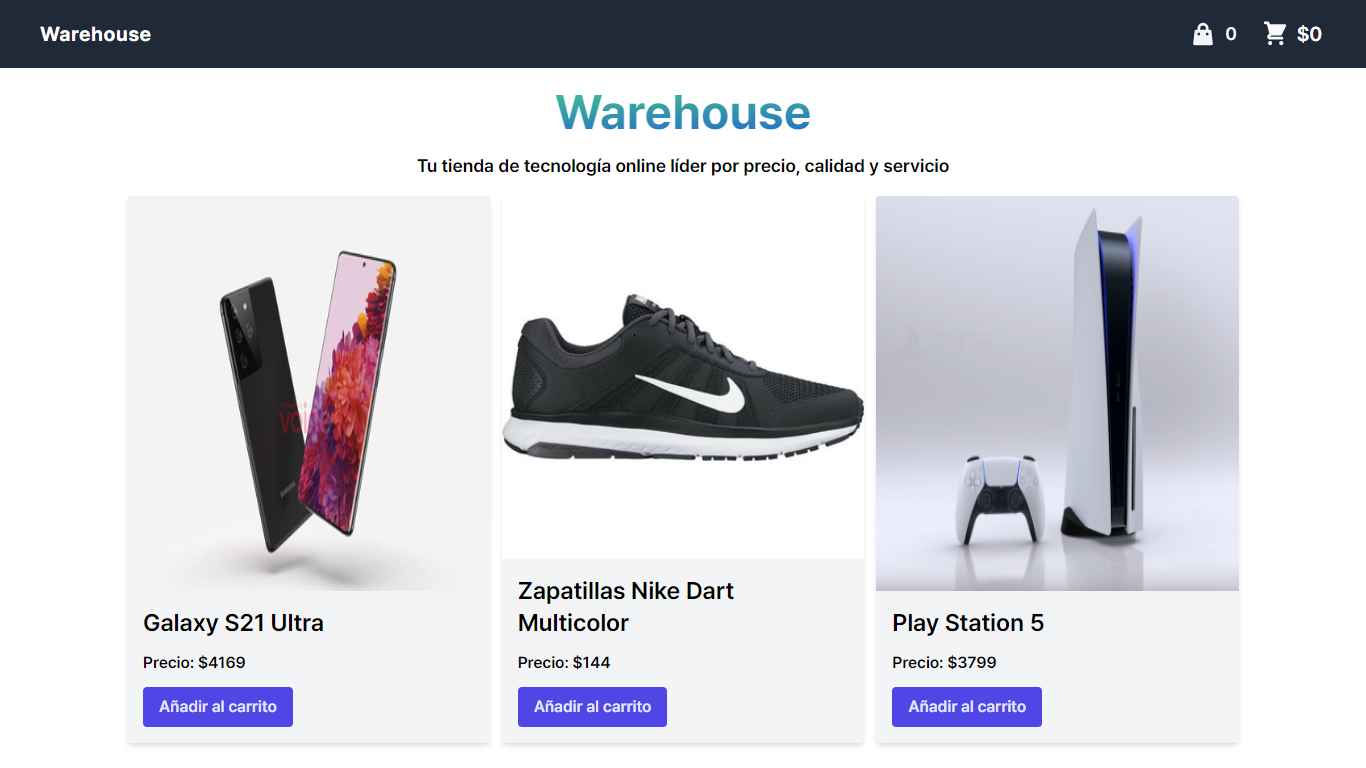 Warehouse
0
$0
Warehouse
Tu tienda de tecnología online líder por precio, calidad y servicio
SAMSUNG
Galaxy S21 Ultra
Precio: $4169
Añadir al carrito
Zapatillas Nike Dart
Multicolor
Precio: $144
Añadir al carrito
Play Station 5
Precio: $3799
Añadir al carrito